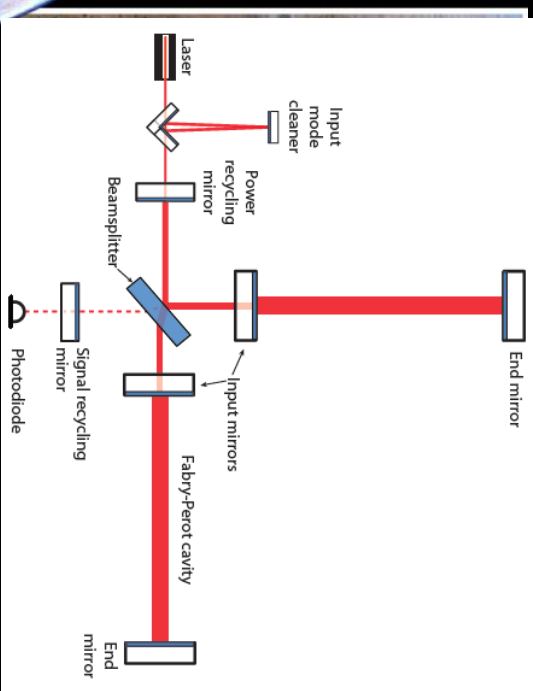 End mirror
Input
mode
cleaner
Power
recycling
mirror
Input mirrors
Laser
Fabry-Perot cavity
Beamsplitter
End
mirror
Signal recycling
mirror
Photodiode